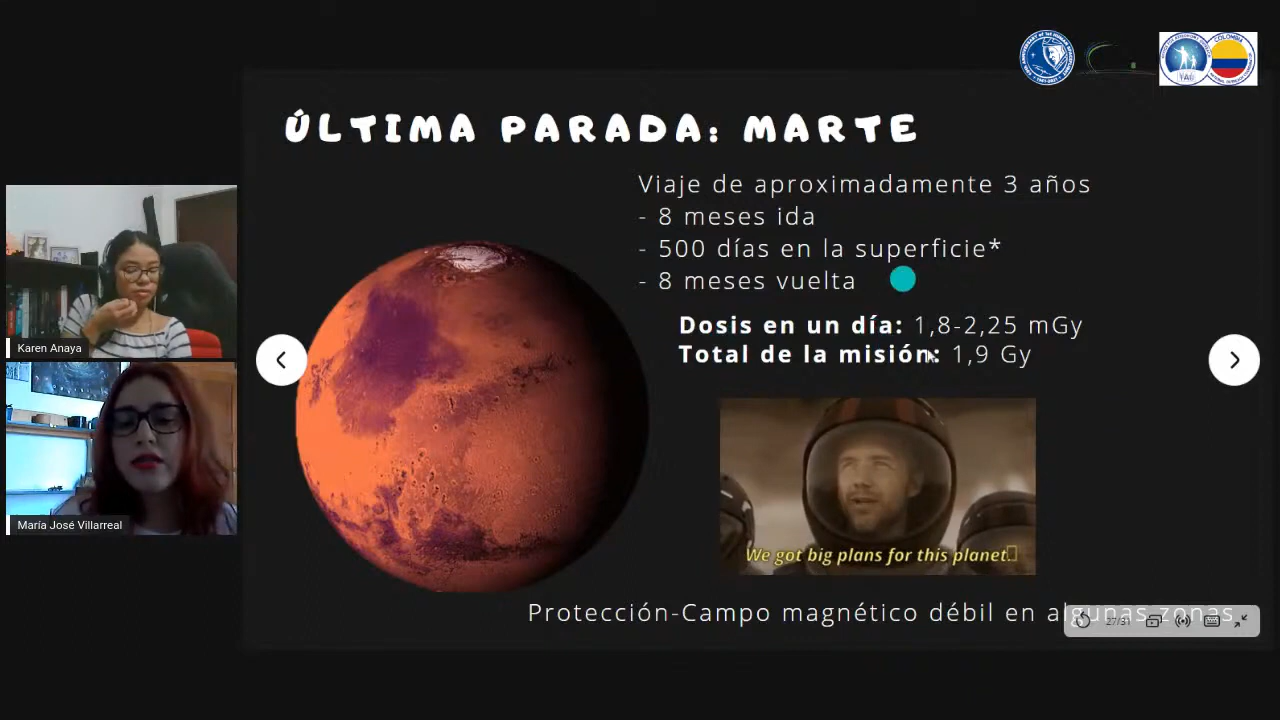 COLOMBIA
ÚLTIMA PARADA: MARTE
Viaje de aproximadamente 3 años
- 8 meses ida
- 500 días en la superficie*
- 8 meses vuelta
Dosis en un día: 1,8-2,25 mGy
Total de la misión: 1,9 Gy
Karen Anaya
María José Villarreal
We got big plans for this planet.
Protección-Campo magnético débil en algunas zonas
27/31